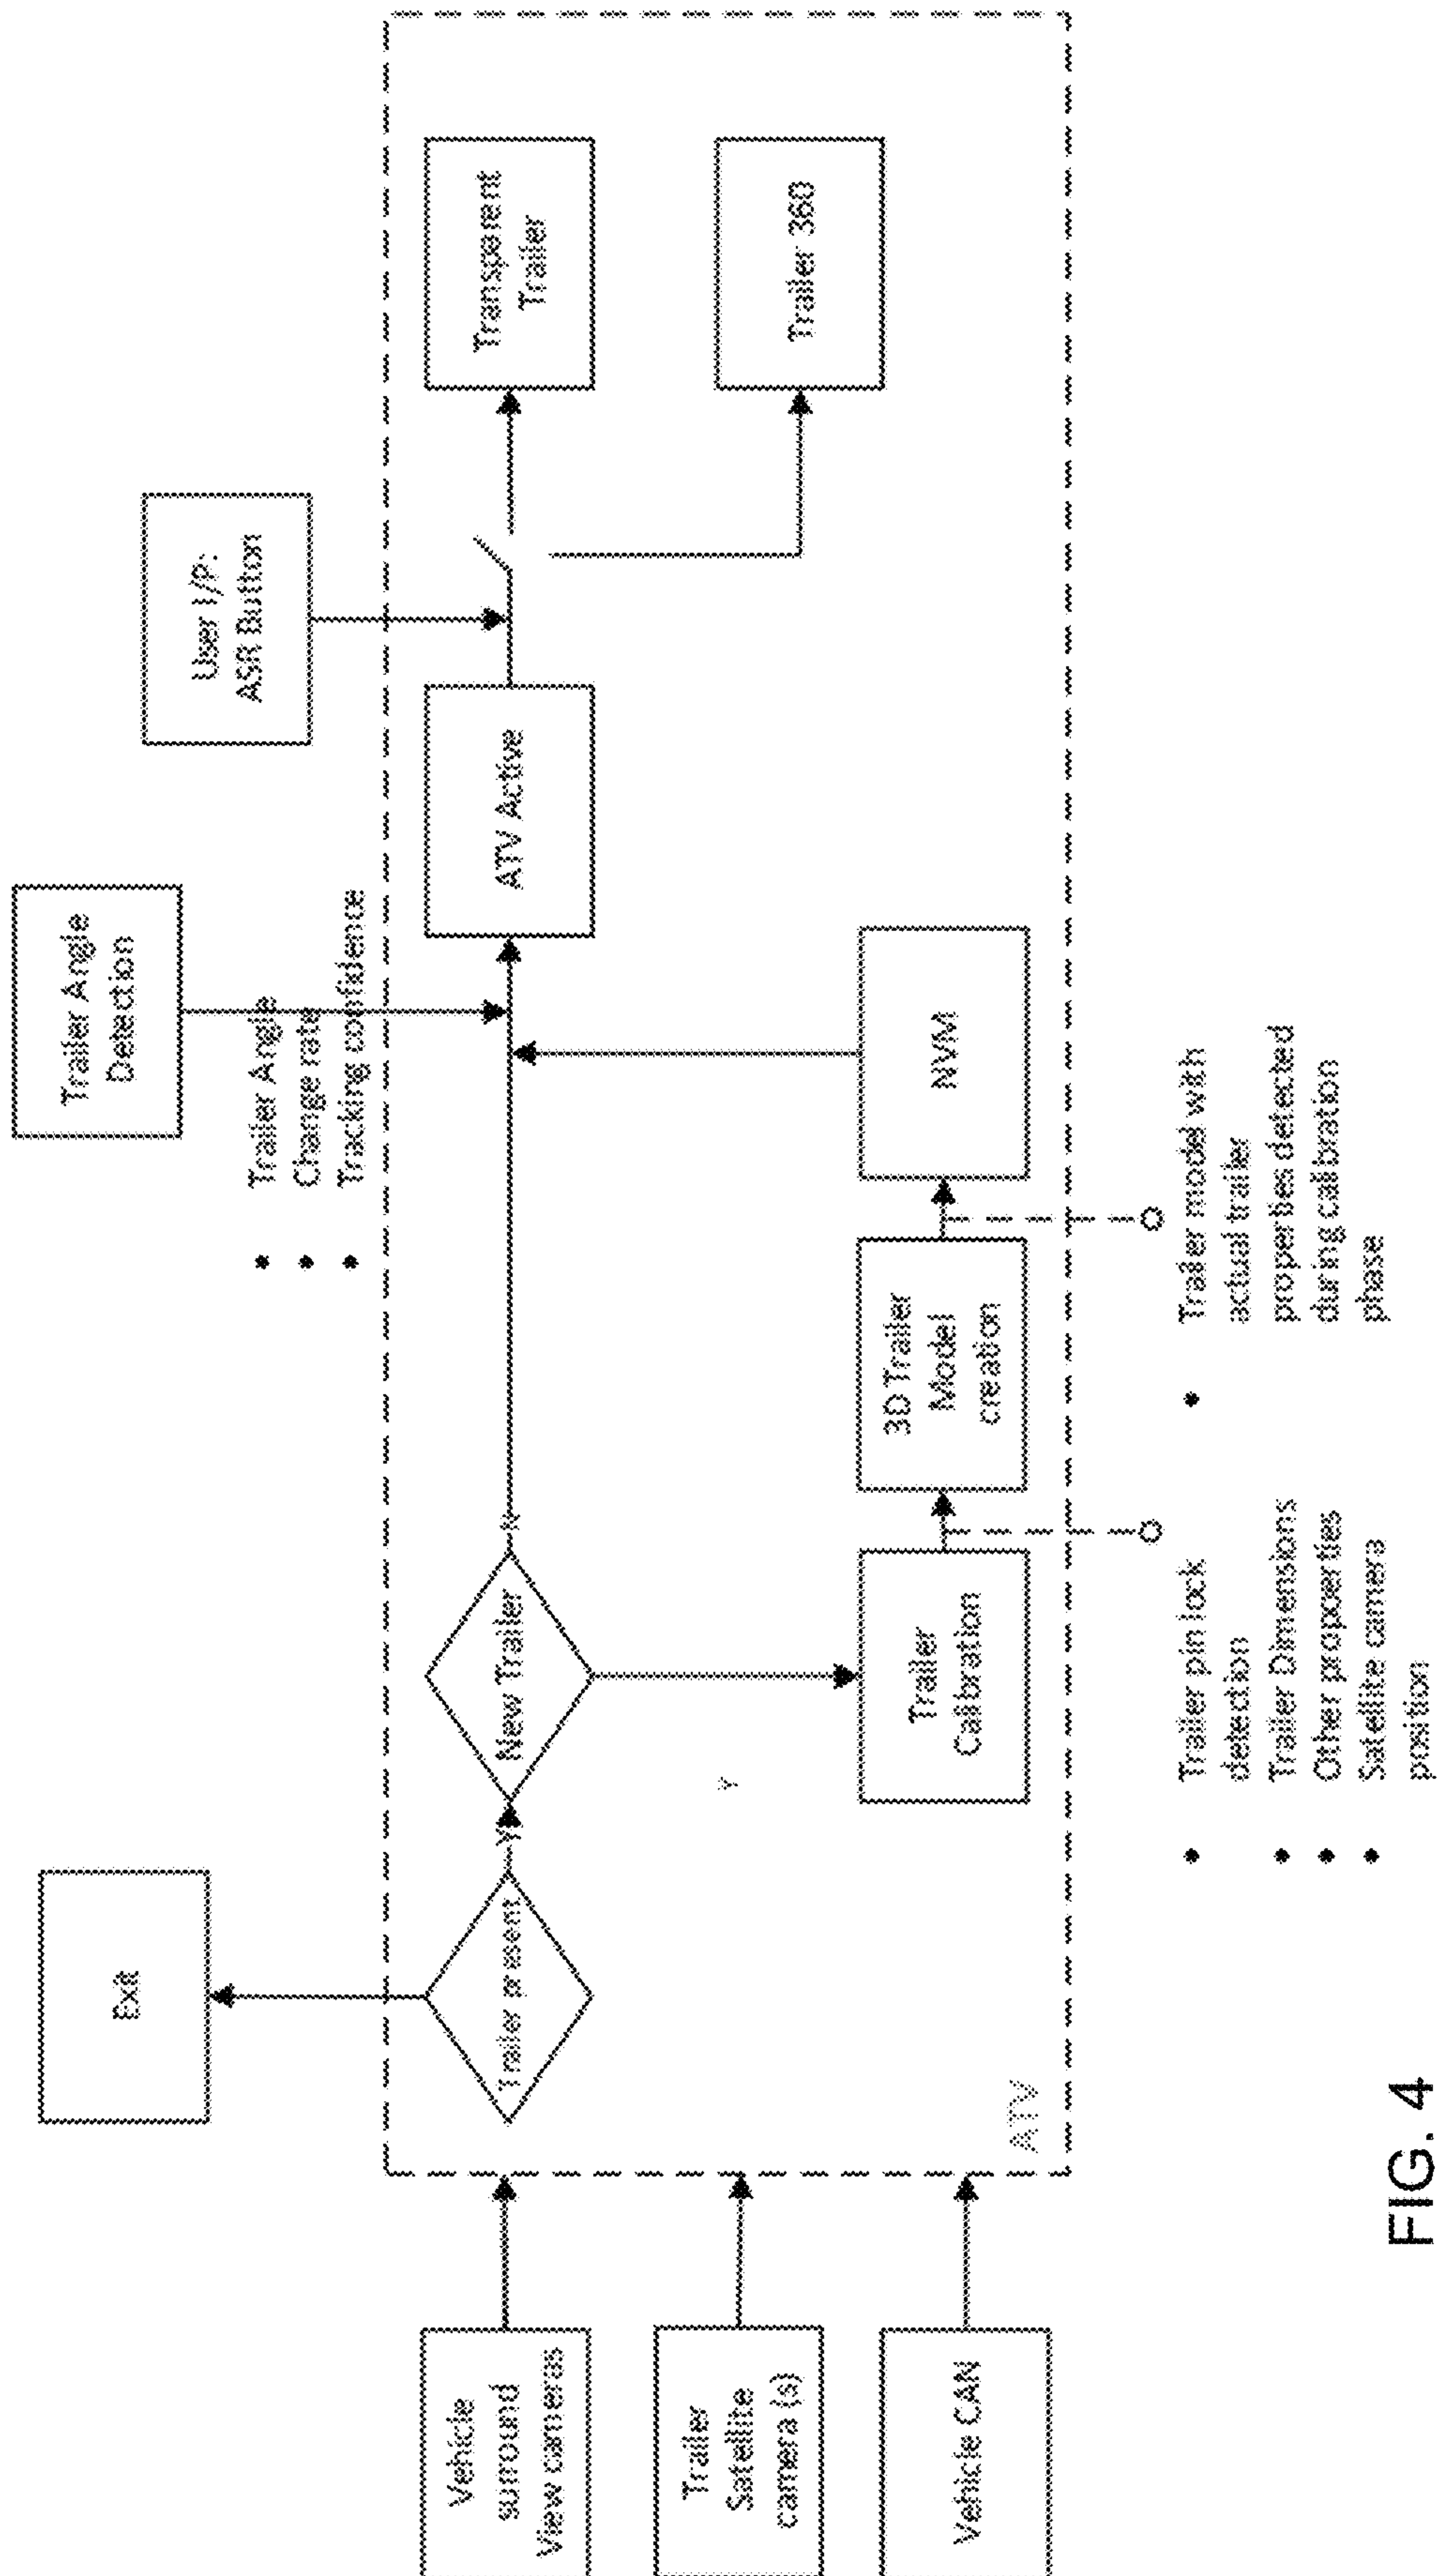 Vehicle
surround
View cameras
Trailer
Satellite
camera (s)
Vehicle CAN
Exit
Trailer present
Y
New Trailer
N
Y
Trailer
Calibration
3D Trailer
Model
creation
NVM
Trailer Angle
Detection
• Trailer Angle
• Change rate
• Tracking confidence
ATV Active
User I/P:
ASR Button
Transparent
Trailer
Trailer 360
ATV
• Trailer pin lock
detection
• Trailer Dimensions
• Other properties
• Satellite camera
position
• Trailer model with
actual trailer
properties detected
during calibration
phase
FIG. 4